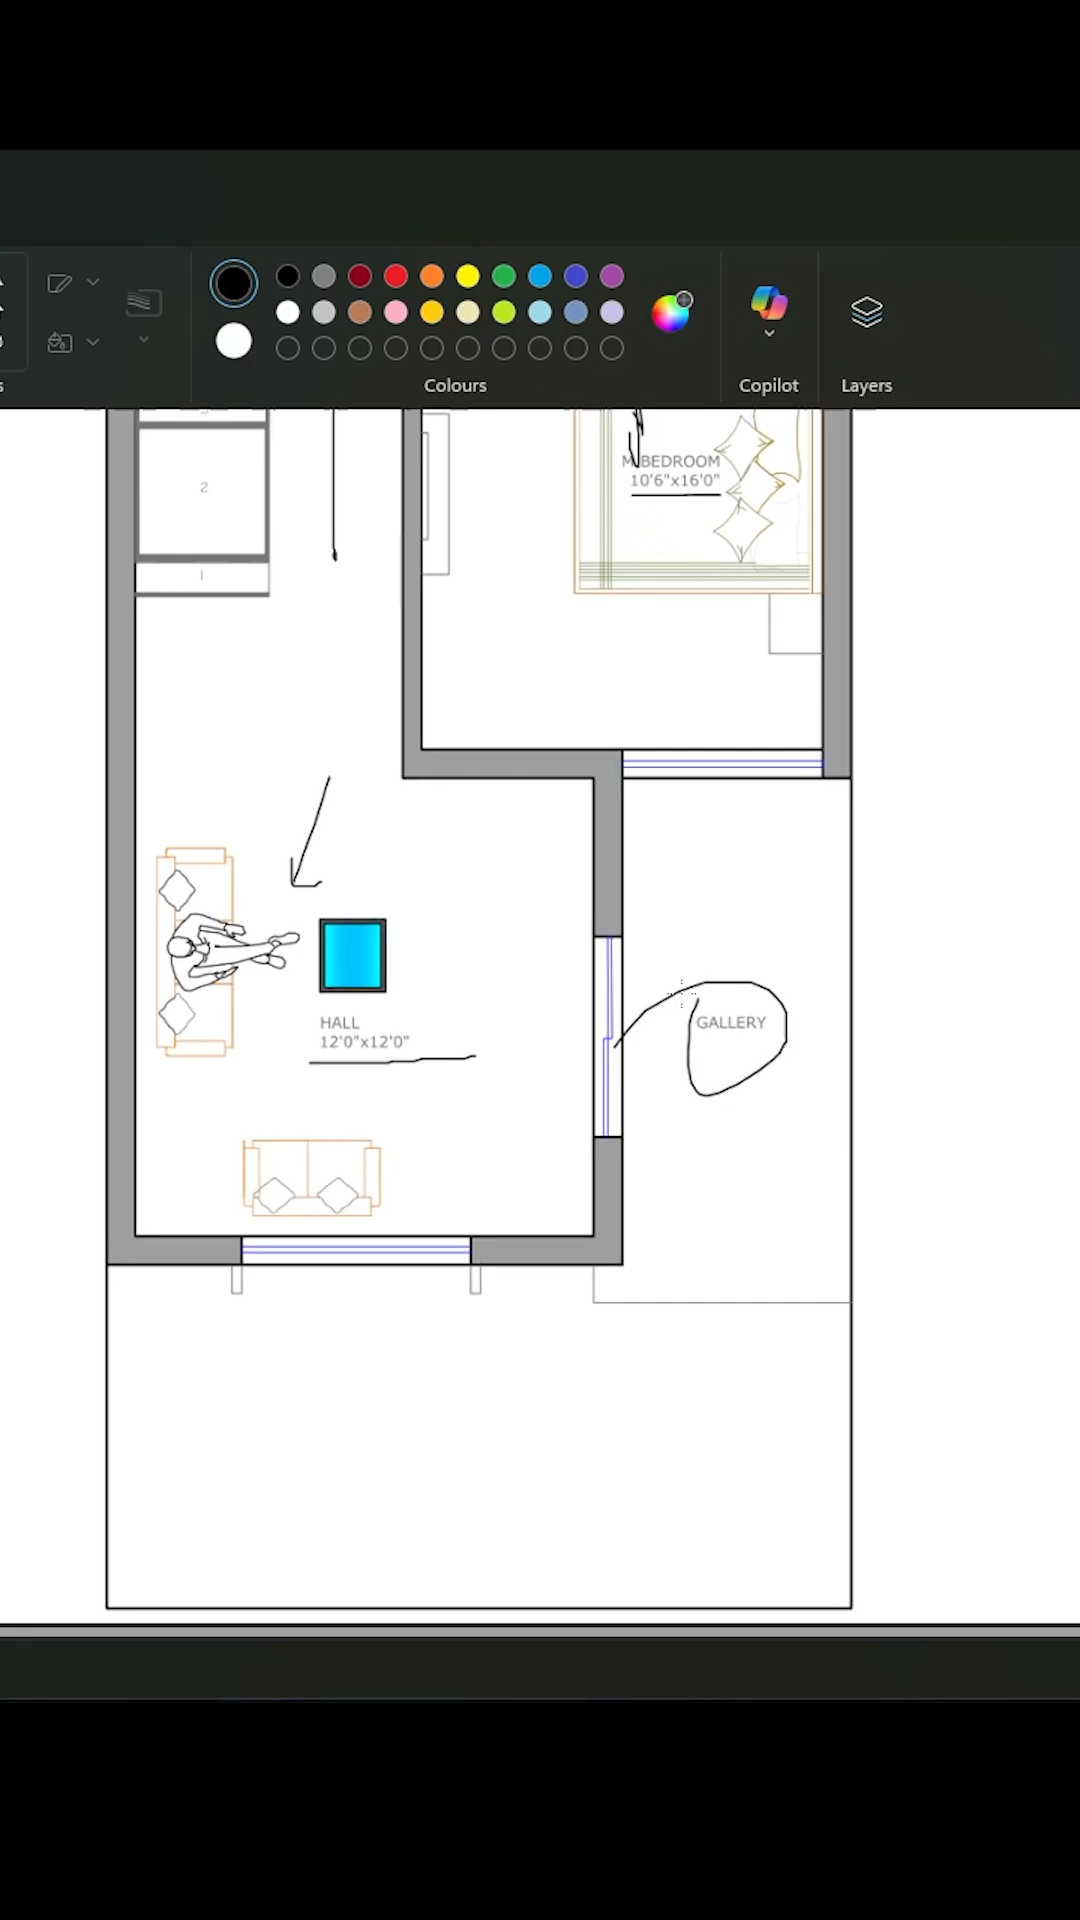 Colours
Copilot
Layers
2
1
M.BEDROOM
10'6"x16'0"
HALL
12'0"x12'0"
GALLERY